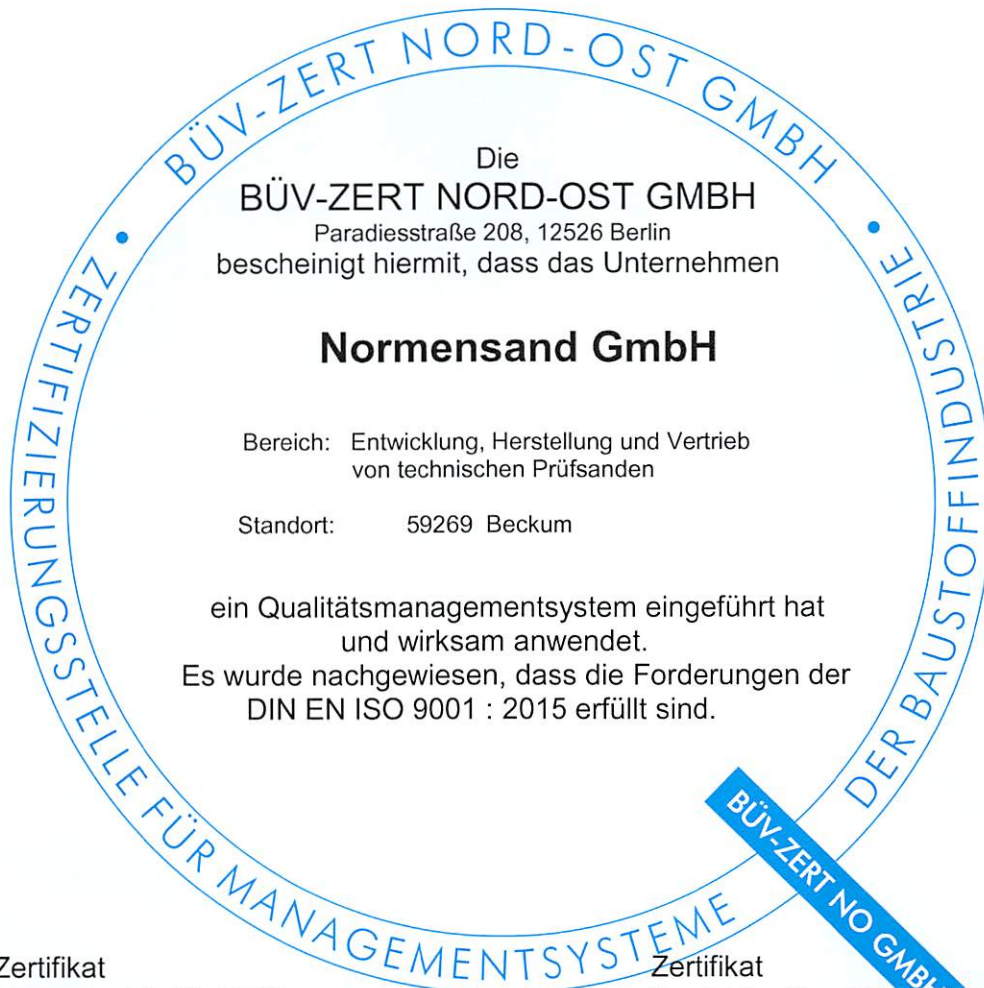 BÜV-ZERT NORD-OST GMBH
Die
BÜV-ZERT NORD-OST GMBH
Paradiesstraße 208, 12526 Berlin
bescheinigt hiermit, dass das Unternehmen
Normensand GmbH
Bereich: Entwicklung, Herstellung und Vertrieb
von technischen Prüfsanden
Standort: 59269 Beckum
ein Qualitätsmanagementsystem eingeführt hat
und wirksam anwendet.
Es wurde nachgewiesen, dass die Forderungen der
DIN EN ISO 9001 : 2015 erfüllt sind.
• ZERTIFIZIERUNGSSTELLE FÜR MANAGEMENTSYSTEME DER BAUSTOFFINDUSTRIE •
BÜV-ZERT NO GMBH
Zertifikat Zertifikat